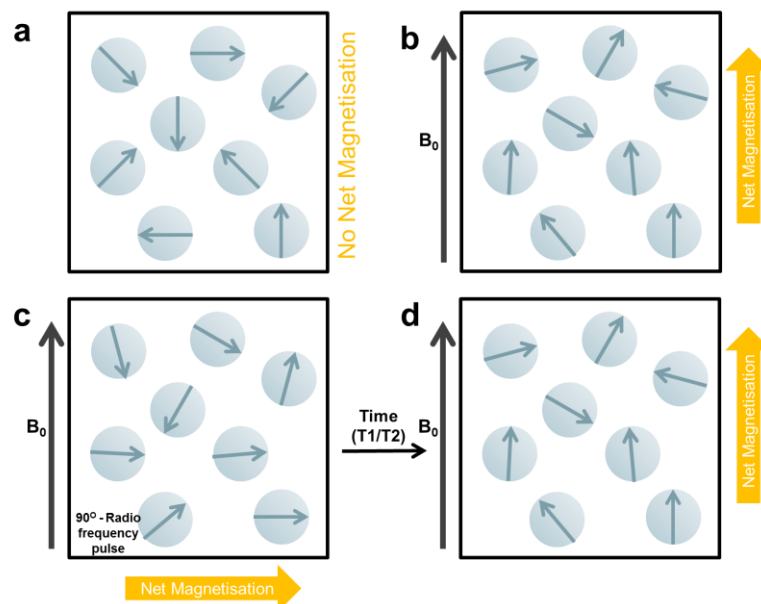 a
No Net Magnetisation
b
B0
Net Magnetisation
c
B0
90O - Radio
frequency
pulse
Net Magnetisation
Time
(T1/T2)
d
B0
Net Magnetisation